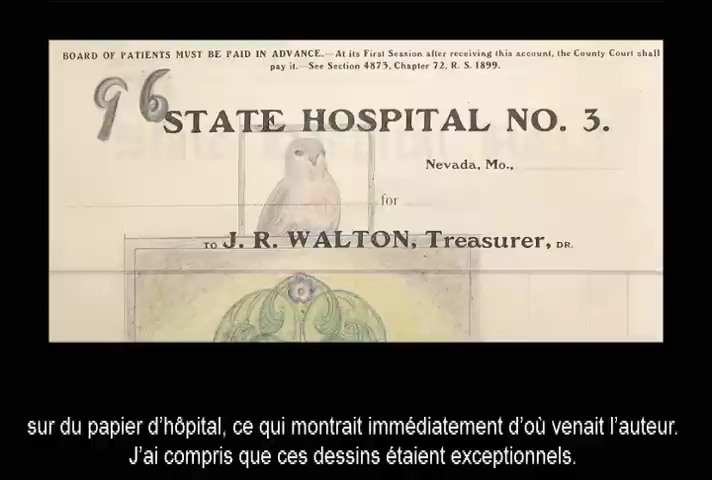 BOARD OF PATIENTS MUST BE PAID IN ADVANCE.—At its First Session after receiving this account, the County Court shall
pay it.—See Section 4873, Chapter 72, R. S. 1899.
96
STATE HOSPITAL NO. 3.
Nevada, Mo.,
for
TO J. R. WALTON, Treasurer, DR.
sur du papier d'hôpital, ce qui montrait immédiatement d'où venait l'auteur.
J'ai compris que ces dessins étaient exceptionnels.